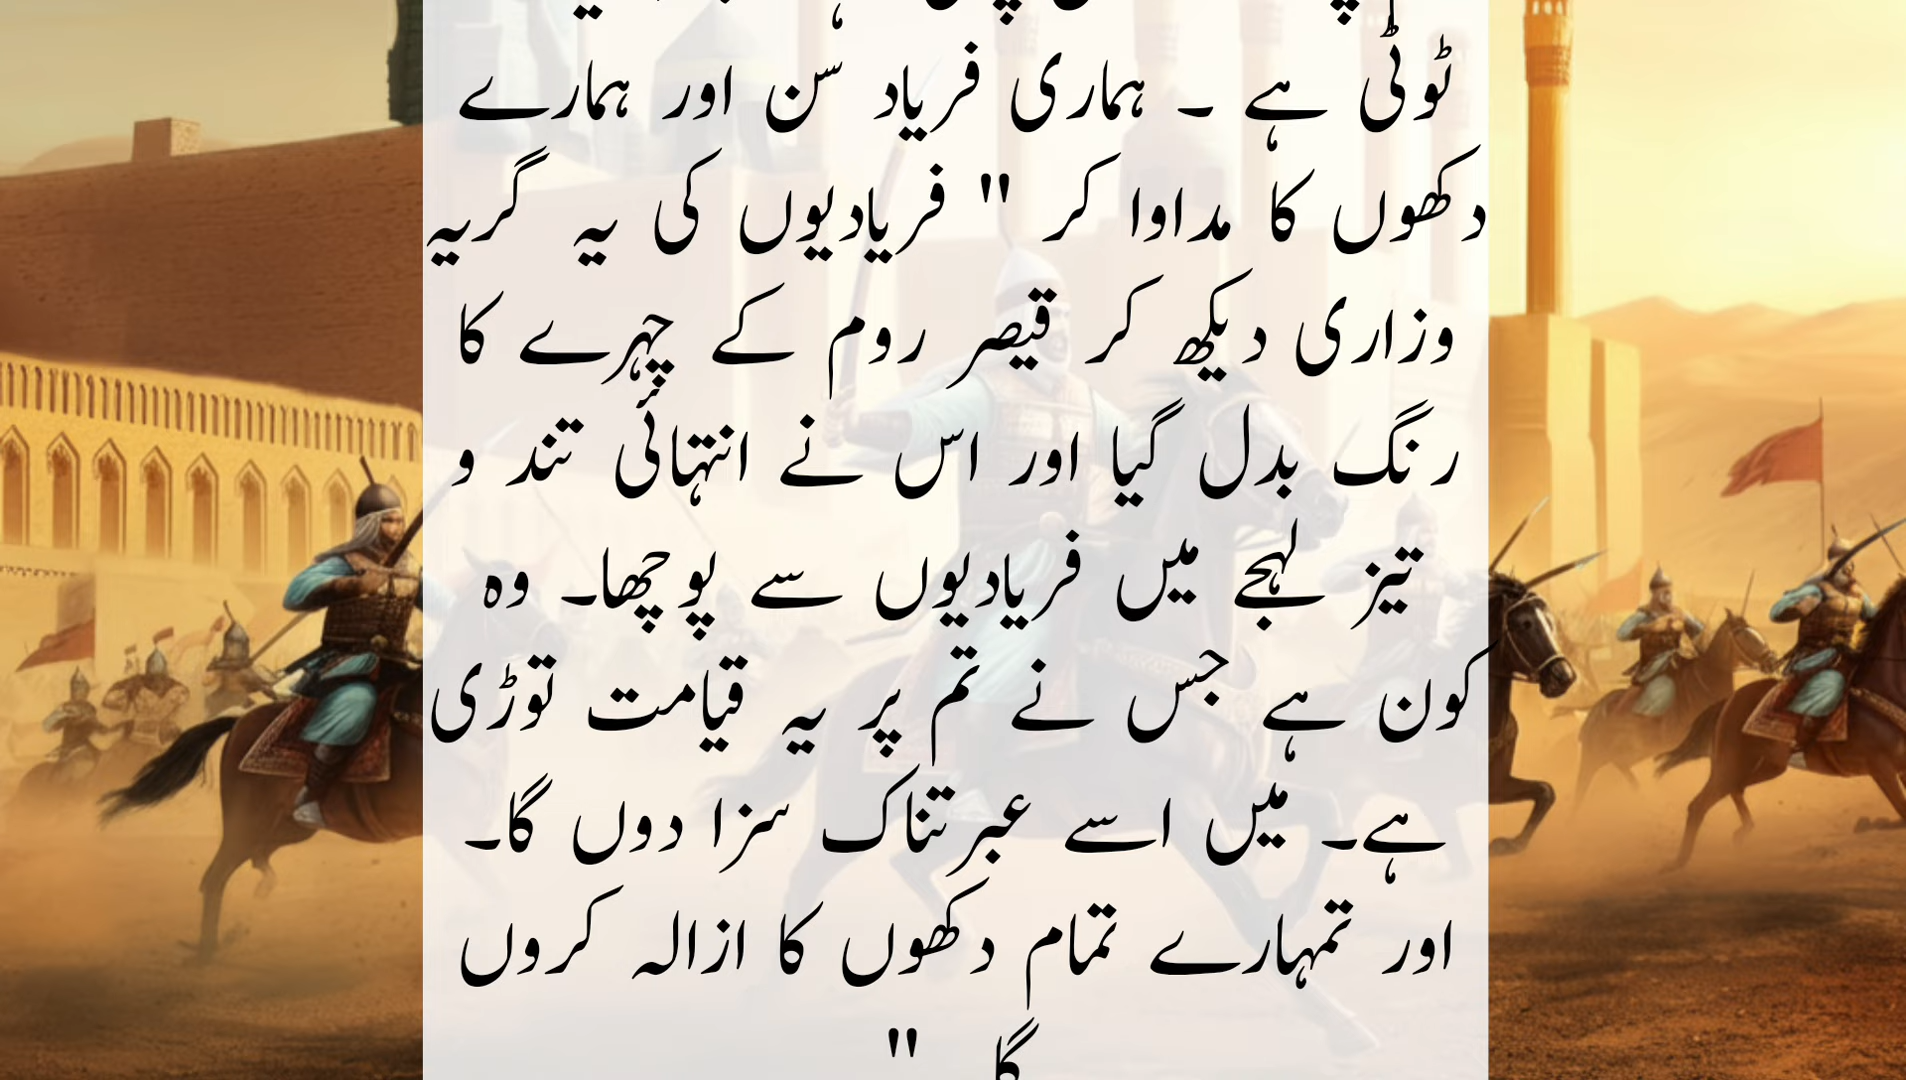 ٹوٹی ہے ۔ ہماری فریاد سن اور ہمارے
دکھوں کا مداوا کر " فریادیوں کی یہ گریہ
وزاری دیکھ کر قیصر روم کے چہرے کا
رنگ بدل گیا اور اس نے انتہائی تند و
تیز لہجے میں فریادیوں سے پوچھا۔ وہ
کون ہے جس نے تم پر یہ قیامت توڑی
ہے۔ میں اسے عبرتناک سزا دوں گا۔
اور تمہارے تمام دکھوں کا ازالہ کروں
گا "